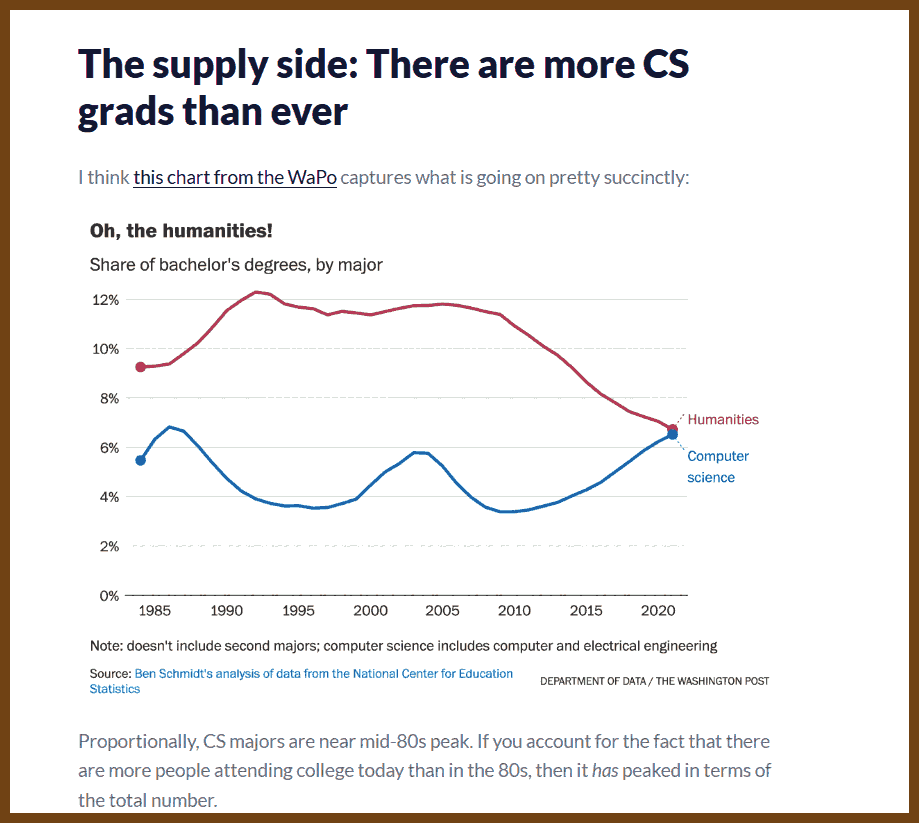 The supply side: There are more CS
grads than ever
I think this chart from the WaPo captures what is going on pretty succinctly:
Oh, the humanities!
Share of bachelor's degrees, by major
12%
10%
8%
6%
4%
2%
0%
Humanities
Computer
science
1985 1990 1995 2000 2005 2010 2015 2020
Note: doesn't include second majors; computer science includes computer and electrical engineering
Source: Ben Schmidt's analysis of data from the National Center for Education
Statistics
DEPARTMENT OF DATA / THE WASHINGTON POST
Proportionally, CS majors are near mid-80s peak. If you account for the fact that there
are more people attending college today than in the 80s, then it has peaked in terms of
the total number.